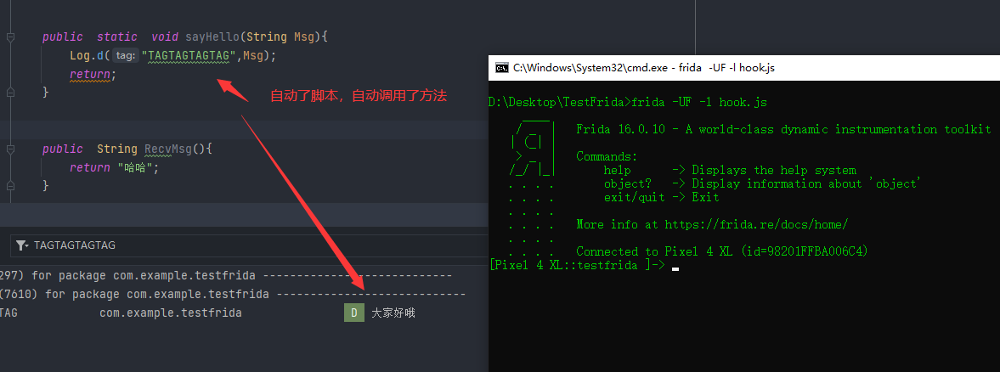 public static void sayHello(String Msg){
Log.d( tag: "TAGTAGTAGTAG",Msg);
return;
}
自动了脚本，自动调用了方法
public String RecvMsg(){
return "哈哈";
}
TAGTAGTAGTAG
297) for package com.example.testfrida ----------------------------
(7610) for package com.example.testfrida ----------------------------
TAG com.example.testfrida D 大家好哦
C:\Windows\System32\cmd.exe - frida -UF -l hook.js
D:\Desktop\TestFrida>frida -UF -l hook.js
____
/ _ | Frida 16.0.10 - A world-class dynamic instrumentation toolkit
| (_| |
> _ | Commands:
/_/ |_| help -> Displays the help system
. . . . object? -> Display information about 'object'
. . . . exit/quit -> Exit
. . . .
. . . . More info at https://frida.re/docs/home/
. . . .
. . . . Connected to Pixel 4 XL (id=98201FFBA006C4)
[Pixel 4 XL::testfrida ]->